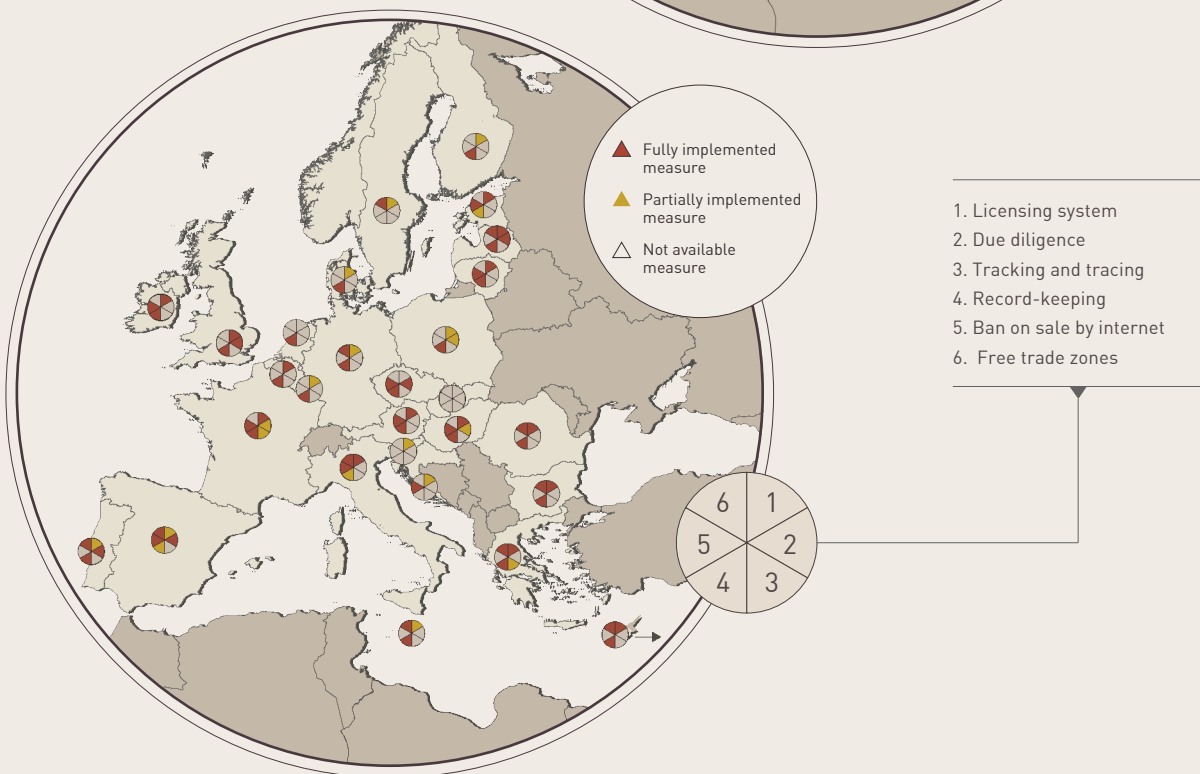 Fully implemented
measure
Partially implemented
measure
Not available
measure
1. Licensing system
2. Due diligence
3. Tracking and tracing
4. Record-keeping
5. Ban on sale by internet
6. Free trade zones
6 1
5 2
4 3